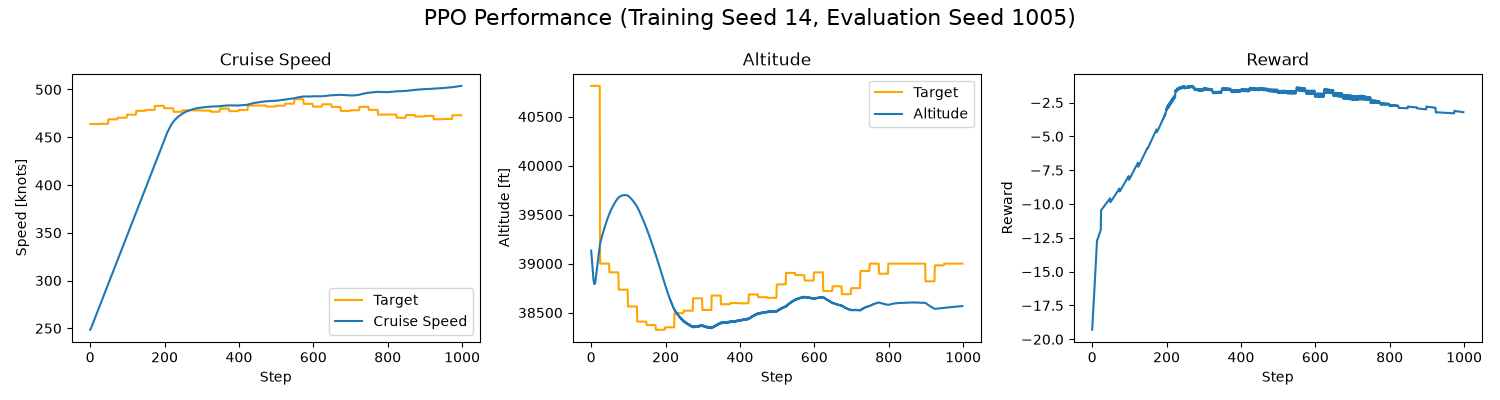 PPO Performance (Training Seed 14, Evaluation Seed 1005)
Cruise Speed
Speed [knots]
500
450
400
350
300
250
0 200 400 600 800 1000
Step
Target
Cruise Speed
Altitude
Altitude [ft]
40500
40000
39500
39000
38500
0 200 400 600 800 1000
Step
Target
Altitude
Reward
Reward
−2.5
−5.0
−7.5
−10.0
−12.5
−15.0
−17.5
−20.0
0 200 400 600 800 1000
Step